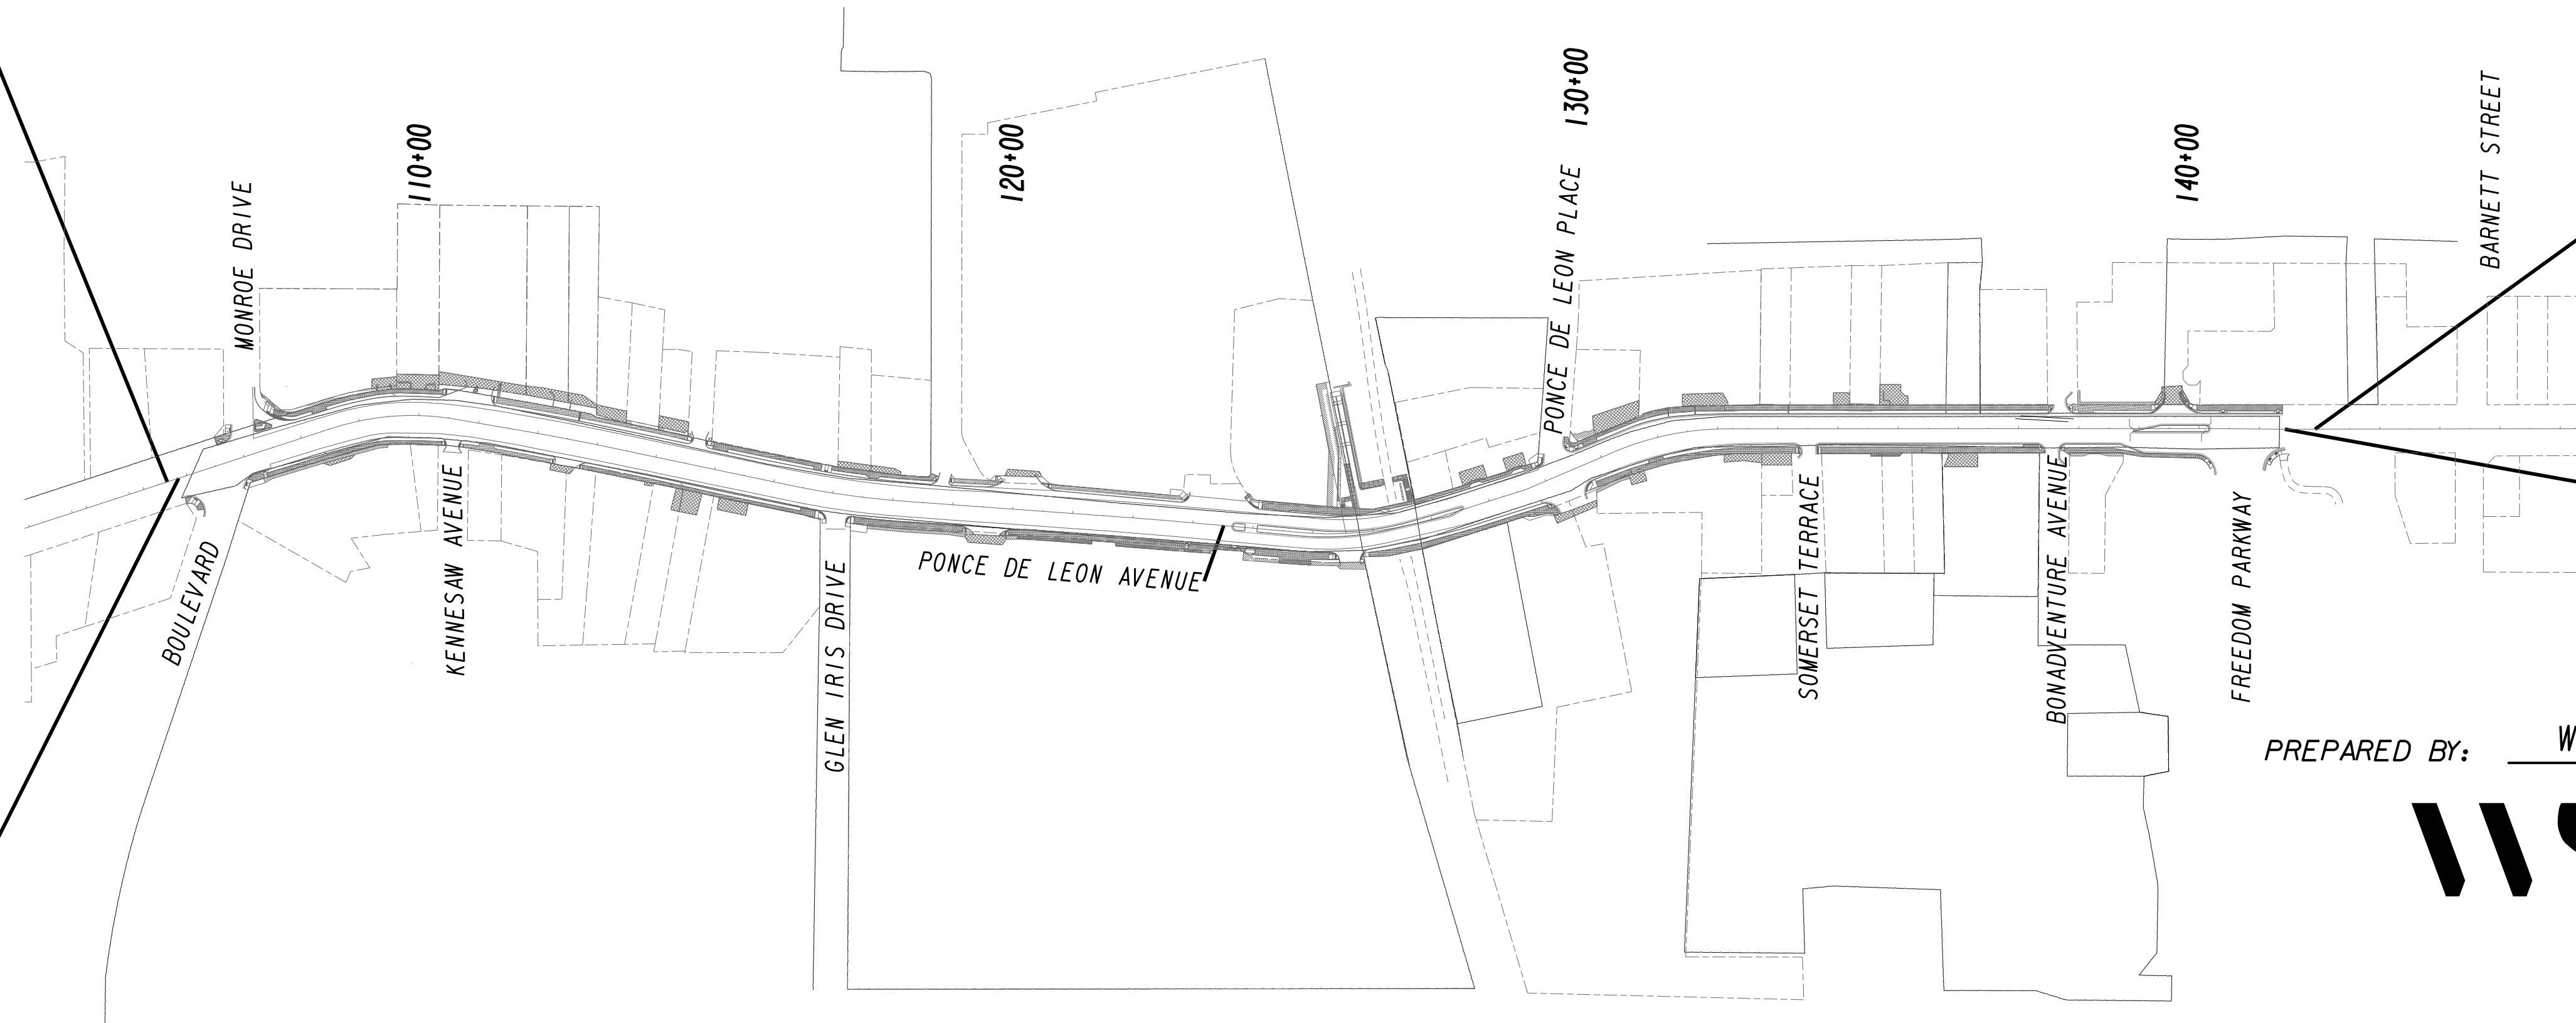 MONROE DRIVE
110+00
120+00
130+00
PONCE DE LEON PLACE
140+00
BARNETT STREET
BOULEVARD
KENNESAW AVENUE
GLEN IRIS DRIVE
PONCE DE LEON AVENUE
SOMERSET TERRACE
BONADVENTURE AVENUE
FREEDOM PARKWAY
PREPARED BY: